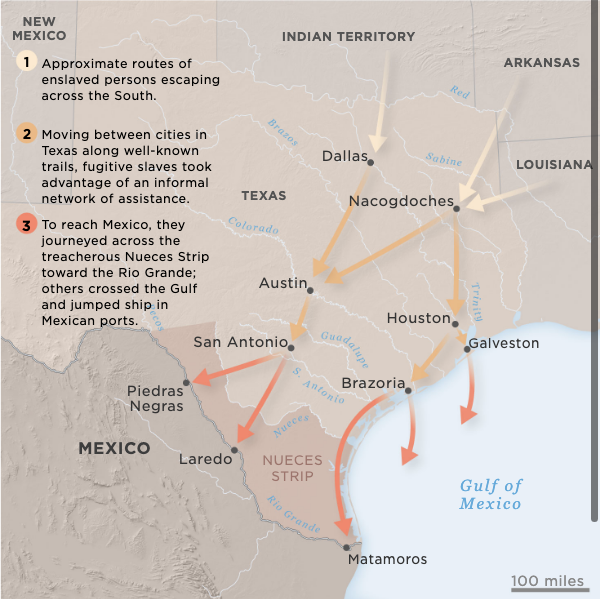 NEW
MEXICO
INDIAN TERRITORY
ARKANSAS
1 Approximate routes of
enslaved persons escaping
across the South.
Red
2 Moving between cities in
Texas along well-known
trails, fugitive slaves took
advantage of an informal
network of assistance.
Brazos
Dallas
Sabine
LOUISIANA
TEXAS
Nacogdoches
3 To reach Mexico, they
journeyed across the
treacherous Nueces Strip
toward the Rio Grande;
others crossed the Gulf
and jumped ship in
Mexican ports.
Colorado
Austin
Trinity
Houston
San Antonio
Guadalupe
Galveston
S. Antonio
Brazoria
Piedras
Negras
Nueces
MEXICO
Laredo
NUECES
STRIP
Gulf of
Mexico
Rio Grande
Matamoros
100 miles